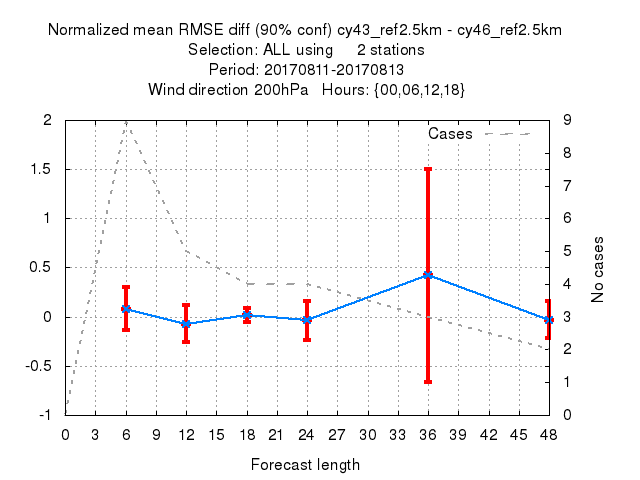 Normalized mean RMSE diff (90% conf) cy43_ref2.5km - cy46_ref2.5km
Selection: ALL using     2 stations
Period: 20170811-20170813
Wind direction 200hPa   Hours: {00,06,12,18}
Cases
2
1.5
1
0.5
0
-0.5
-1
9
8
7
6
5
4
3
2
1
0
No cases
0 3 6 9 12 15 18 21 24 27 30 33 36 39 42 45 48
Forecast length